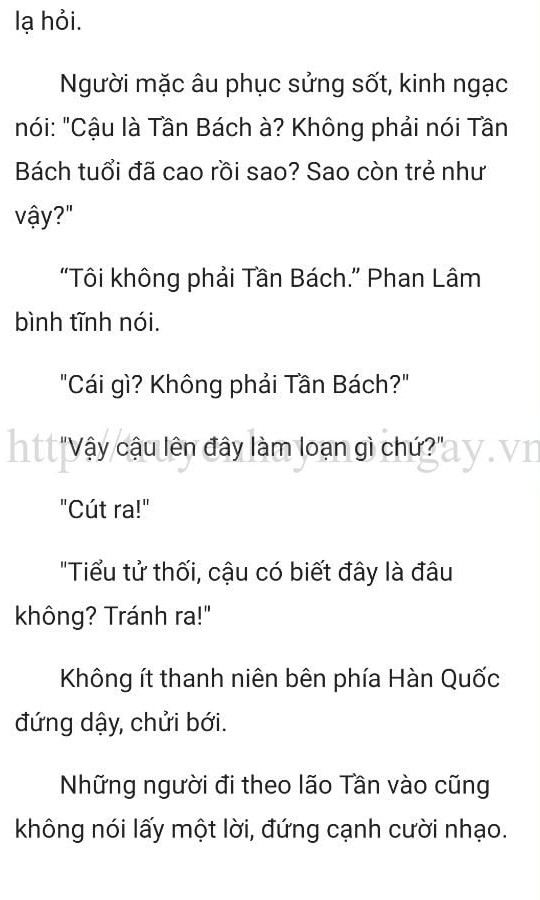 lạ hỏi.
Người mặc âu phục sửng sốt, kinh ngạc
nói: "Cậu là Tần Bách à? Không phải nói Tần
Bách tuổi đã cao rồi sao? Sao còn trẻ như
vậy?"
“Tôi không phải Tần Bách.” Phan Lâm
bình tĩnh nói.
"Cái gì? Không phải Tần Bách?"
http://truyenhaymoingay.vn
"Vậy cậu lên đây làm loạn gì chứ?"
"Cút ra!"
"Tiểu tử thối, cậu có biết đây là đâu
không? Tránh ra!"
Không ít thanh niên bên phía Hàn Quốc
đứng dậy, chửi bới.
Những người đi theo lão Tần vào cũng
không nói lấy một lời, đứng cạnh cười nhạo.